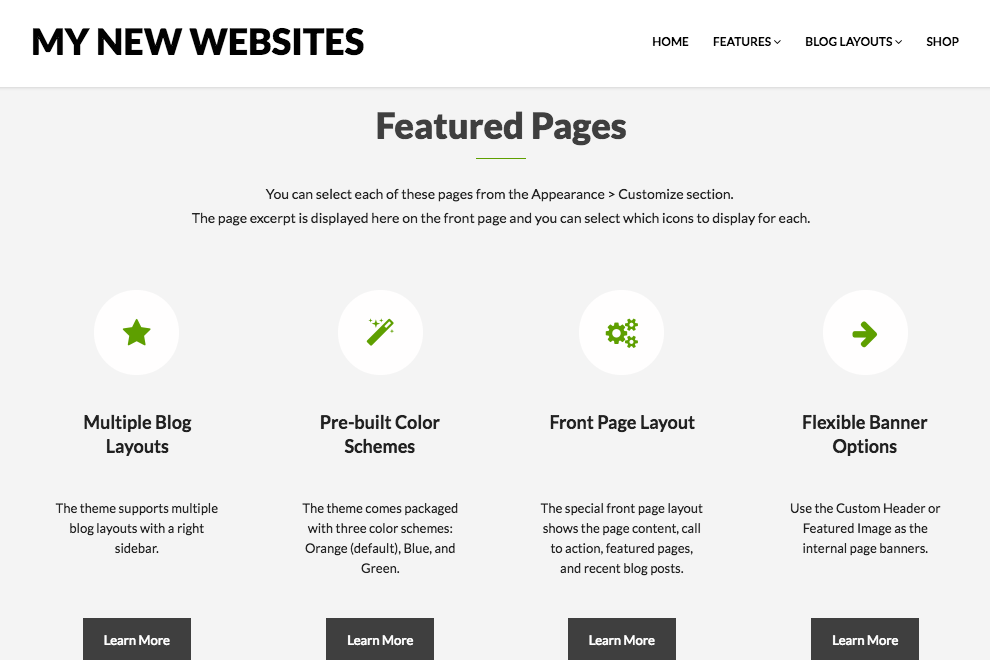 MY NEW WEBSITES
HOME
FEATURES
BLOG LAYOUTS
SHOP
Featured Pages
You can select each of these pages from the Appearance > Customize section.
The page excerpt is displayed here on the front page and you can select which icons to display for each.
Multiple Blog
Layouts
The theme supports multiple
blog layouts with a right
sidebar.
Learn More
Pre-built Color
Schemes
The theme comes packaged
with three color schemes:
Orange (default), Blue, and
Green.
Learn More
Front Page Layout
The special front page layout
shows the page content, call
to action, featured pages,
and recent blog posts.
Learn More
Flexible Banner
Options
Use the Custom Header or
Featured Image as the
internal page banners.
Learn More